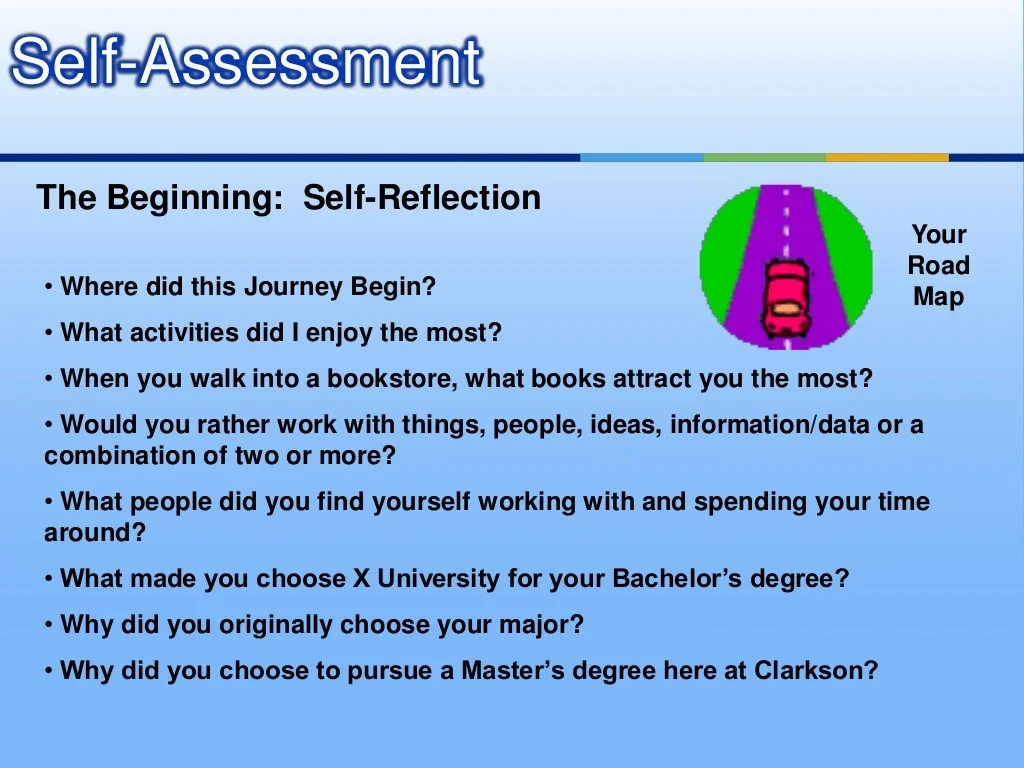 Self-Assessment
The Beginning:  Self-Reflection
Your
Road
Map
• Where did this Journey Begin?
• What activities did I enjoy the most?
• When you walk into a bookstore, what books attract you the most?
• Would you rather work with things, people, ideas, information/data or a
combination of two or more?
• What people did you find yourself working with and spending your time
around?
• What made you choose X University for your Bachelor’s degree?
• Why did you originally choose your major?
• Why did you choose to pursue a Master’s degree here at Clarkson?